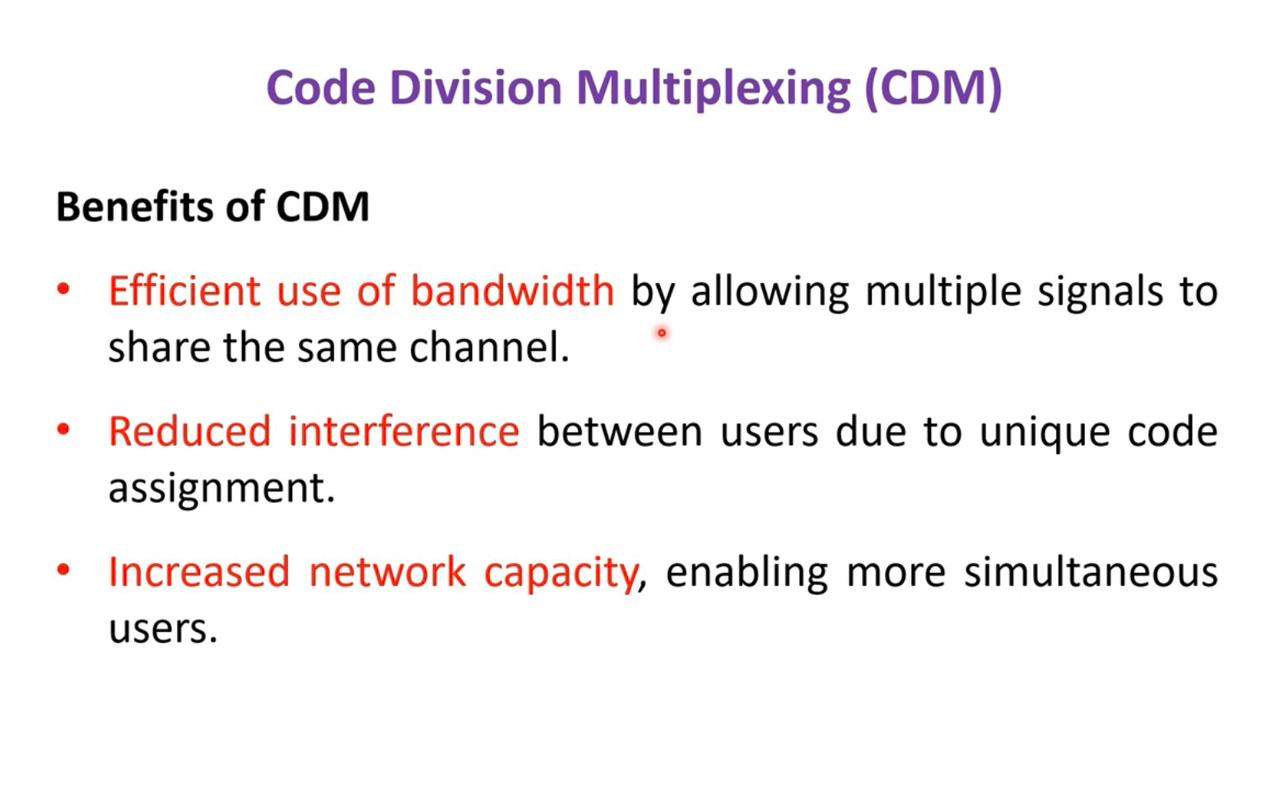 Code Division Multiplexing (CDM)
Benefits of CDM
• Efficient use of bandwidth by allowing multiple signals to
share the same channel.
• Reduced interference between users due to unique code
assignment.
• Increased network capacity, enabling more simultaneous
users.